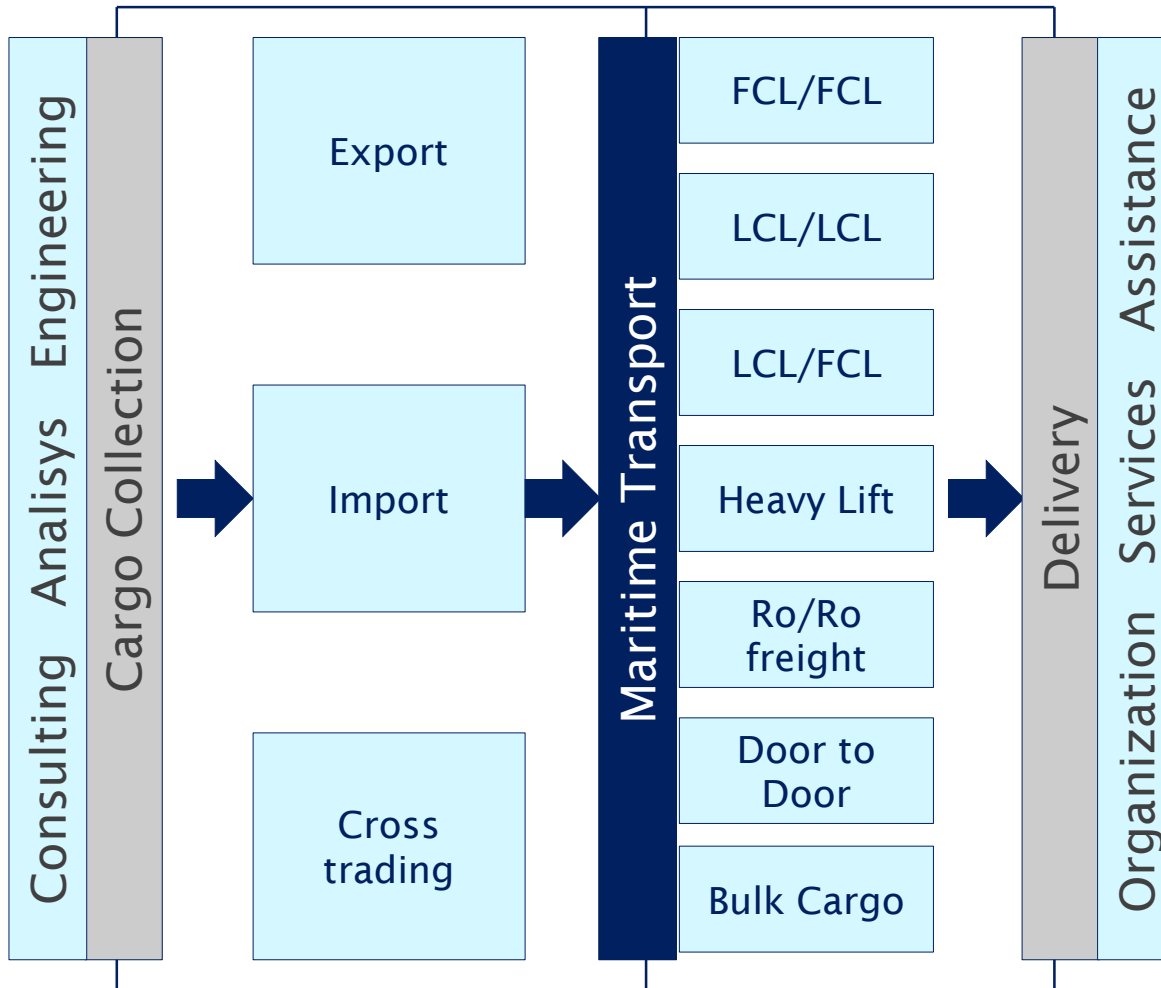 Consulting Analisys Engineering
Cargo Collection
Export
Import
Cross
trading
Maritime Transport
FCL/FCL
LCL/LCL
LCL/FCL
Heavy Lift
Ro/Ro
freight
Door to
Door
Bulk Cargo
Delivery
Organization Services Assistance